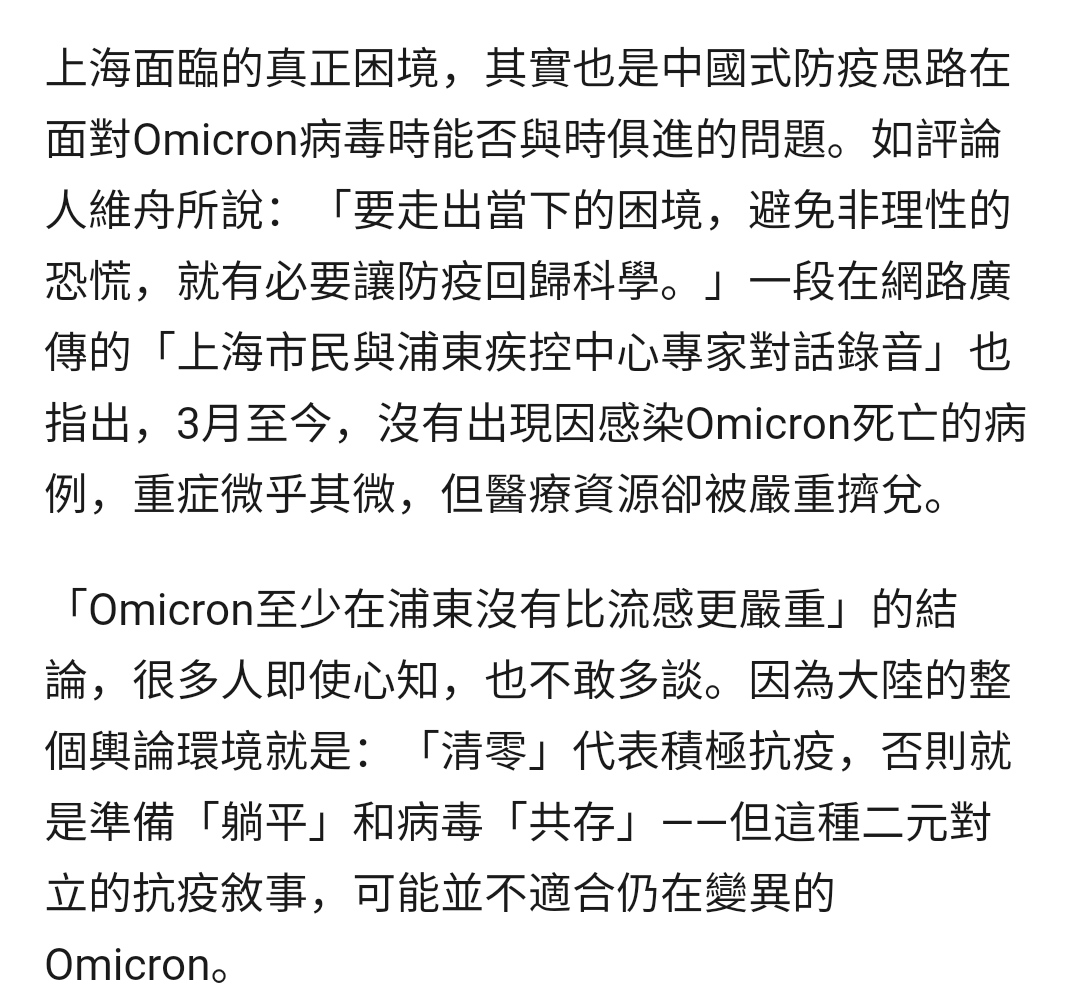 上海面臨的真正困境，其實也是中國式防疫思路在
面對Omicron病毒時能否與時俱進的問題。如評論
人維舟所說：「要走出當下的困境，避免非理性的
恐慌，就有必要讓防疫回歸科學。」一段在網路廣
傳的「上海市民與浦東疾控中心專家對話錄音」也
指出，3月至今，沒有出現因感染Omicron死亡的病
例，重症微乎其微，但醫療資源卻被嚴重擠兌。
「Omicron至少在浦東沒有比流感更嚴重」的結
論，很多人即使心知，也不敢多談。因為大陸的整
個輿論環境就是：「清零」代表積極抗疫，否則就
是準備「躺平」和病毒「共存」——但這種二元對
立的抗疫敘事，可能並不適合仍在變異的
Omicron。